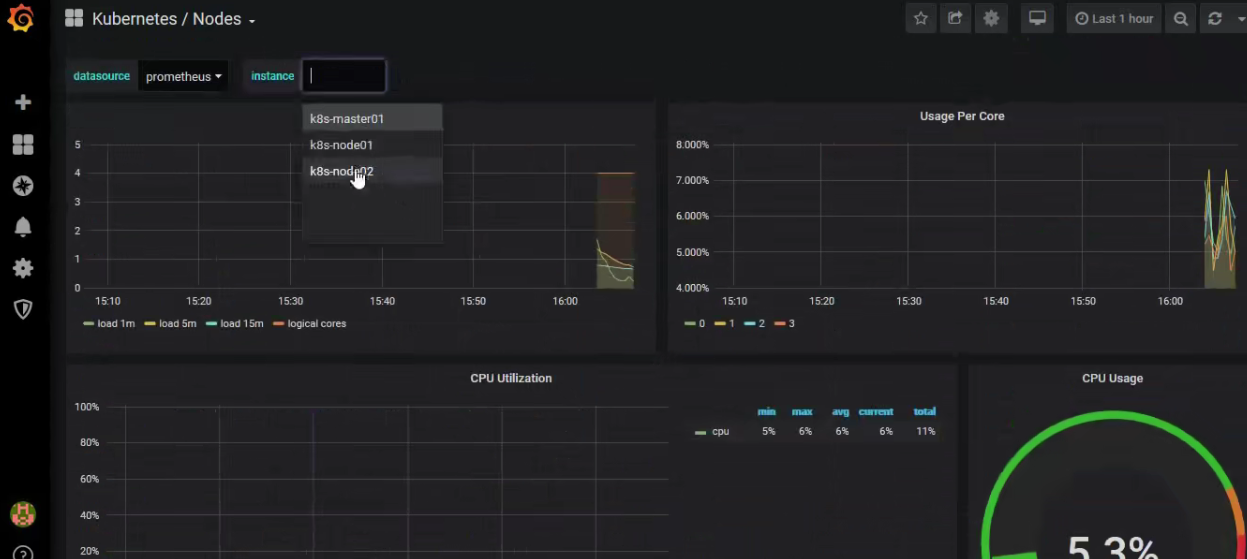 Kubernetes / Nodes
Last 1 hour
datasource
prometheus
instance
k8s-master01
k8s-node01
k8s-node02
5
4
3
2
1
0
15:10 15:20 15:30 15:40 15:50 16:00
load 1m load 5m load 15m logical cores
Usage Per Core
8.000%
7.000%
6.000%
5.000%
4.000%
15:10 15:20 15:30 15:40 15:50 16:00
0 1 2 3
CPU Utilization
100%
80%
60%
40%
20%
min max avg current total
cpu 5% 6% 6% 6% 11%
CPU Usage
5.3%